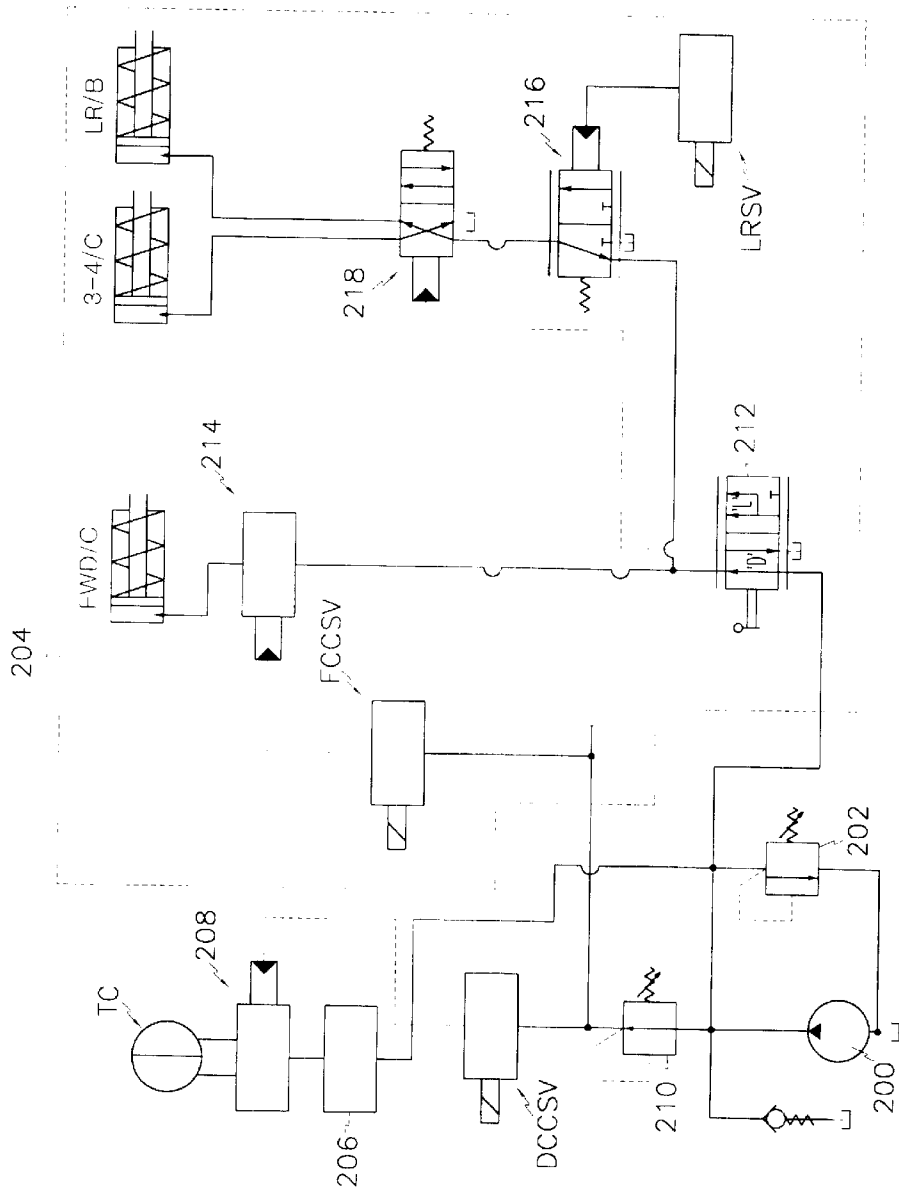 204
FWD/C
214
3-4/C
LR/B
TC
208
FCCSV
218
216
206
DCCSV
210
200
202
'D'
'L'
212
LRSV